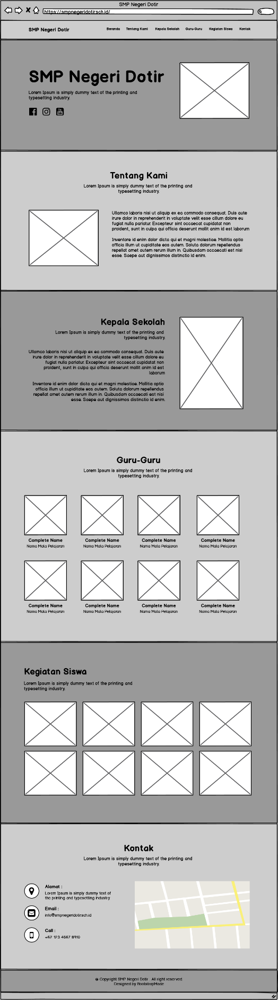 SMP Negeri Dotir
https://smpnegeridotir.sch.id/
SMP Negeri Dotir
Beranda Tentang Kami Kepala Sekolah Guru-Guru Kegiatan Siswa Kontak
SMP Negeri Dotir
Lorem Ipsum is simply dummy text of the printing and
typesetting industry.
Tentang Kami
Lorem Ipsum is simply dummy text of the printing and
typesetting industry.
Ullamco laboris nisi ut aliquip ex ea commodo consequat. Duis aute
irure dolor in reprehenderit in voluptate velit esse cillum dolore eu
fugiat nulla pariatur. Excepteur sint occaecat cupidatat non
proident, sunt in culpa qui officia deserunt mollit anim id est laborum
Inventore id enim dolor dicta qui et magni molestiae. Mollitia optio
officia illum ut cupiditate eos autem. Soluta dolorum repellendus
repellat amet autem rerum illum in. Quibusdam occaecati est nisi
esse. Saepe aut dignissimos distinctio id enim.
Kepala Sekolah
Lorem Ipsum is simply dummy text of the printing and
typesetting industry.
Ullamco laboris nisi ut aliquip ex ea commodo consequat. Duis aute
irure dolor in reprehenderit in voluptate velit esse cillum dolore eu
fugiat nulla pariatur. Excepteur sint occaecat cupidatat non
proident, sunt in culpa qui officia deserunt mollit anim id est
laborum
Inventore id enim dolor dicta qui et magni molestiae. Mollitia optio
officia illum ut cupiditate eos autem. Soluta dolorum repellendus
repellat amet autem rerum illum in. Quibusdam occaecati est nisi
esse. Saepe aut dignissimos distinctio id enim.
Guru-Guru
Lorem Ipsum is simply dummy text of the printing and
typesetting industry.
Complete Name Complete Name Complete Name Complete Name
Nama Mata Pelajaran Nama Mata Pelajaran Nama Mata Pelajaran Nama Mata Pelajaran
Complete Name Complete Name Complete Name Complete Name
Nama Mata Pelajaran Nama Mata Pelajaran Nama Mata Pelajaran Nama Mata Pelajaran
Kegiatan Siswa
Lorem Ipsum is simply dummy text of the printing and
typesetting industry.
Kontak
Lorem Ipsum is simply dummy text of the printing and
typesetting industry.
Alamat :
Lorem Ipsum is simply dummy text of
the printing and typesetting industry
Email :
info@smpnegeridotir.sch.id
Call :
+62 123 4567 8910
© Copyright SMP Negeri Dotir . All right reserved
Designed by BootstrapMade